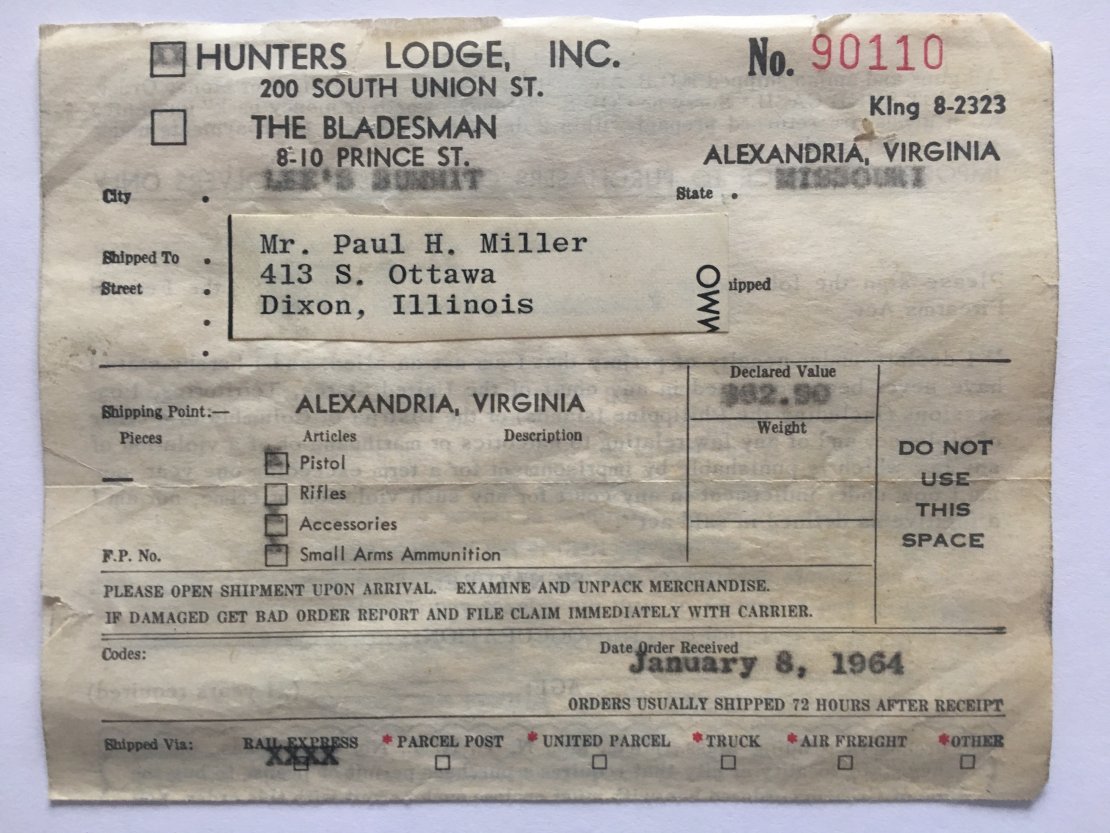 HUNTERS LODGE, INC.
200 SOUTH UNION ST.
THE BLADESMAN
8-10 PRINCE ST.
No. 90110
KIng 8-2323
ALEXANDRIA, VIRGINIA
City . LEE'S SUMMIT
State . MISSOURI
Shipped To .
Street .
Mr. Paul H. Miller
413 S. Ottawa
Dixon, Illinois
OWW
ipped
Shipping Point:— ALEXANDRIA, VIRGINIA
Declared Value
Weight
Pieces Articles Description
Pistol
Rifles
Accessories
Small Arms Ammunition
F.P. No.
DO NOT
USE
THIS
SPACE
PLEASE OPEN SHIPMENT UPON ARRIVAL. EXAMINE AND UNPACK MERCHANDISE.
IF DAMAGED GET BAD ORDER REPORT AND FILE CLAIM IMMEDIATELY WITH CARRIER.
Codes:
Date Order Received
January 8, 1964
ORDERS USUALLY SHIPPED 72 HOURS AFTER RECEIPT
Shipped Via: RAIL EXPRESS *PARCEL POST *UNITED PARCEL *TRUCK *AIR FREIGHT *OTHER
XXXX